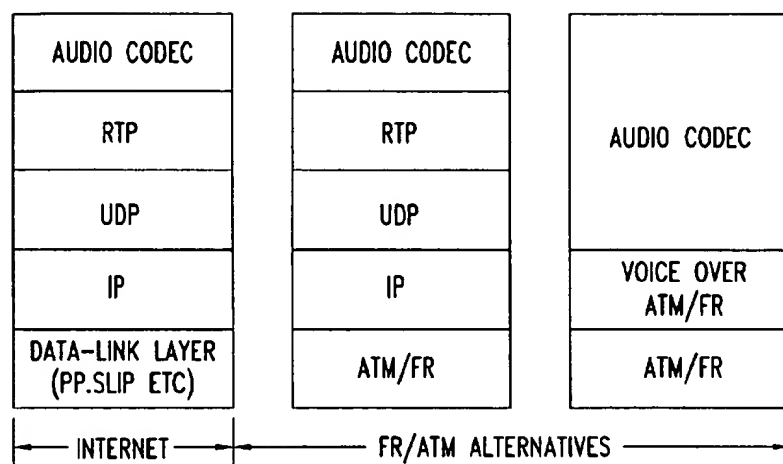 AUDIO CODEC
RTP
UDP
IP
DATA-LINK LAYER
(PP.SLIP ETC)
AUDIO CODEC
RTP
UDP
IP
ATM/FR
AUDIO CODEC
VOICE OVER
ATM/FR
ATM/FR
INTERNET
FR/ATM ALTERNATIVES